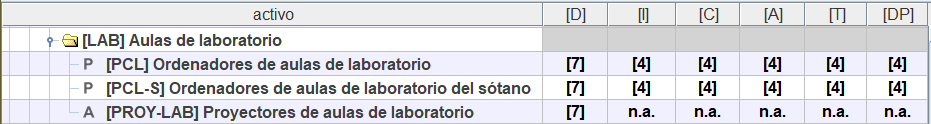 activo [D] [I] [C] [A] [T] [DP]
[LAB] Aulas de laboratorio
P [PCL] Ordenadores de aulas de laboratorio [7] [4] [4] [4] [4] [4]
P [PCL-S] Ordenadores de aulas de laboratorio del sótano [7] [4] [4] [4] [4] [4]
A [PROY-LAB] Proyectores de aulas de laboratorio [7] n.a. n.a. n.a. n.a. n.a.